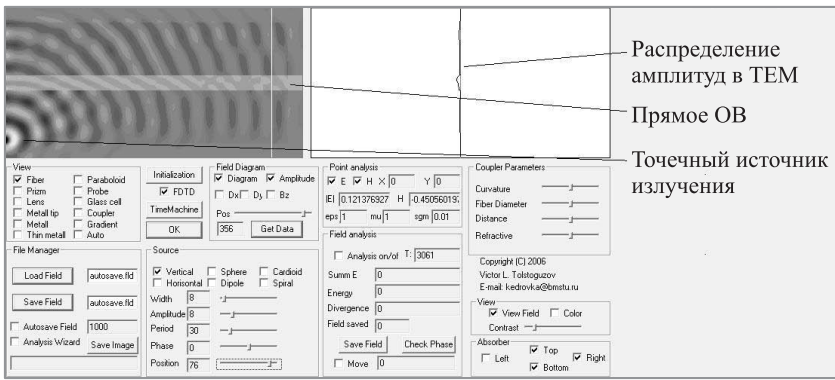 Распределение
амплитуд в ТЕМ
Прямое ОВ
Точечный источник
излучения
View
Fiber
Prizm
Lens
Metall tip
Metall
Thin metall
Paraboloid
Probe
Glass cell
Coupler
Gradient
Auto
Initialization
FDTD
TimeMachine
OK
Field Diagram
Diagram Amplitude
Dx Dy Bz
Pos
356 Get Data
Point analysis
E H X 0 Y 0
|E| 0.121376927 H -0.45056019
eps 1 mu 1 sgm 0.01
Coupler Parameters
Curvature
Fiber Diameter
Distance
Refractive
File Manager
Load Field autosave.fld
Save Field autosave.fld
Autosave Field 1000
Analysis Wizard Save Image
Source
Vertical Sphere Cardioid
Horisontal Dipole Spiral
Width 8
Amplitude 8
Period 30
Phase 0
Position 76
Field analysis
Analysis on/of T: 3061
Summ E 0
Energy 0
Divergence 0
Field saved 0
Save Field Check Phase
Move 0
Copyright (C) 2006
Victor L. Tolstoguzov
E-mail: kedrovka@bmstu.ru
View
View Field Color
Contrast
Absorber
Left Top Right
Bottom